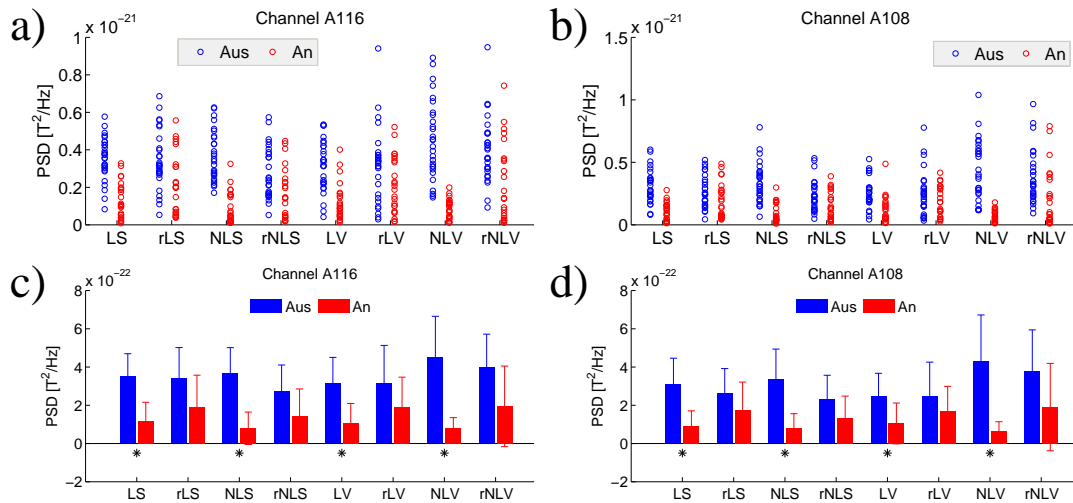 a)
x 10⁻²¹
Channel A116
Aus An
PSD [T²/Hz]
1
0.8
0.6
0.4
0.2
0
LS rLS NLS rNLS LV rLV NLV rNLV
b)
x 10⁻²¹
Channel A108
Aus An
PSD [T²/Hz]
1.5
1
0.5
0
LS rLS NLS rNLS LV rLV NLV rNLV
c)
x 10⁻²²
Channel A116
Aus An
PSD [T²/Hz]
8
6
4
2
0
−2
* * * *
LS rLS NLS rNLS LV rLV NLV rNLV
d)
x 10⁻²²
Channel A108
Aus An
PSD [T²/Hz]
8
6
4
2
0
−2
* * * *
LS rLS NLS rNLS LV rLV NLV rNLV